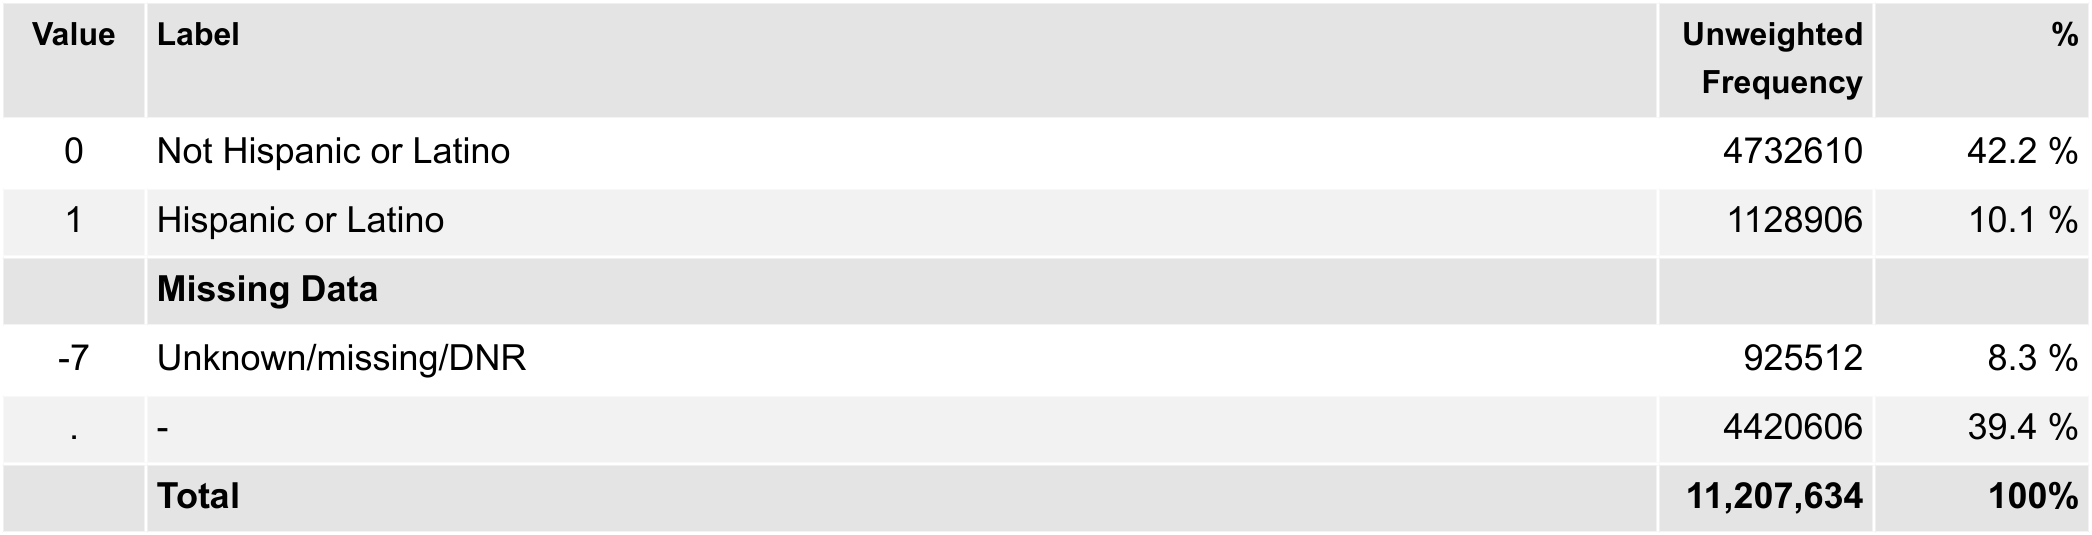 Value Label Unweighted Frequency %
0 Not Hispanic or Latino 4732610 42.2 %
1 Hispanic or Latino 1128906 10.1 %
Missing Data
-7 Unknown/missing/DNR 925512 8.3 %
. - 4420606 39.4 %
Total 11,207,634 100%